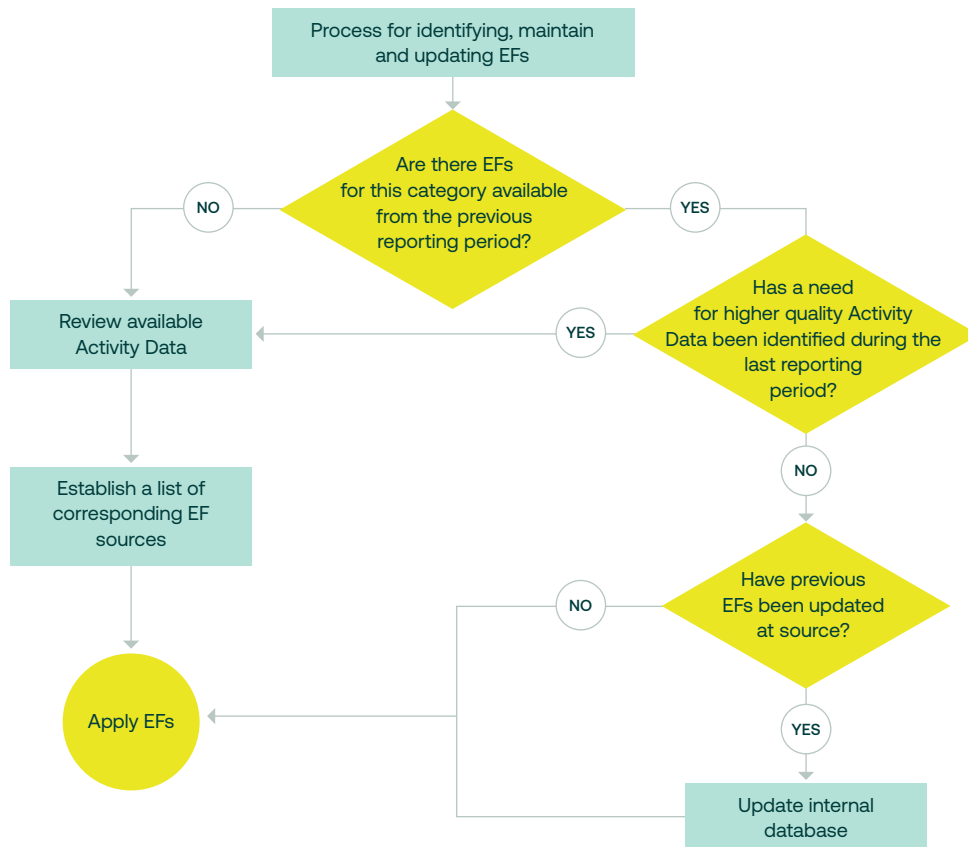 Process for identifying, maintain
and updating EFs
Are there EFs
for this category available
from the previous
reporting period?
NO
YES
Has a need
for higher quality Activity
Data been identified during the
last reporting
period?
Review available
Activity Data
YES
NO
Establish a list of
corresponding EF
sources
Have previous
EFs been updated
at source?
NO
Apply EFs
YES
Update internal
database